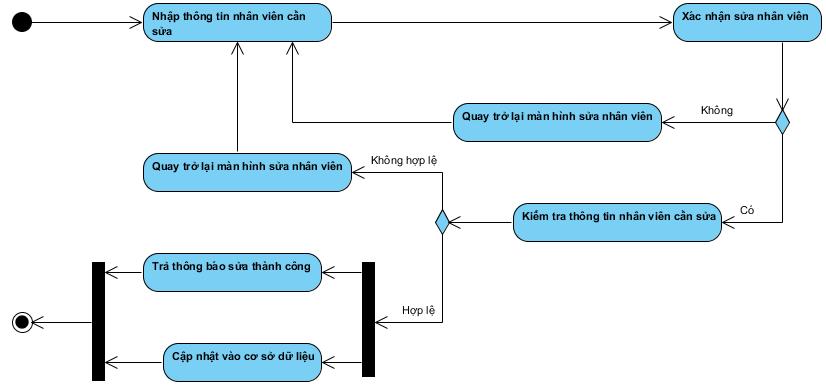 Nhập thông tin nhân viên cần
sửa
Xác nhận sửa nhân viên
Không
Quay trở lại màn hình sửa nhân viên
Không hợp lệ
Quay trở lại màn hình sửa nhân viên
Có
Kiểm tra thông tin nhân viên cần sửa
Trả thông báo sửa thành công
Hợp lệ
Cập nhật vào cơ sở dữ liệu